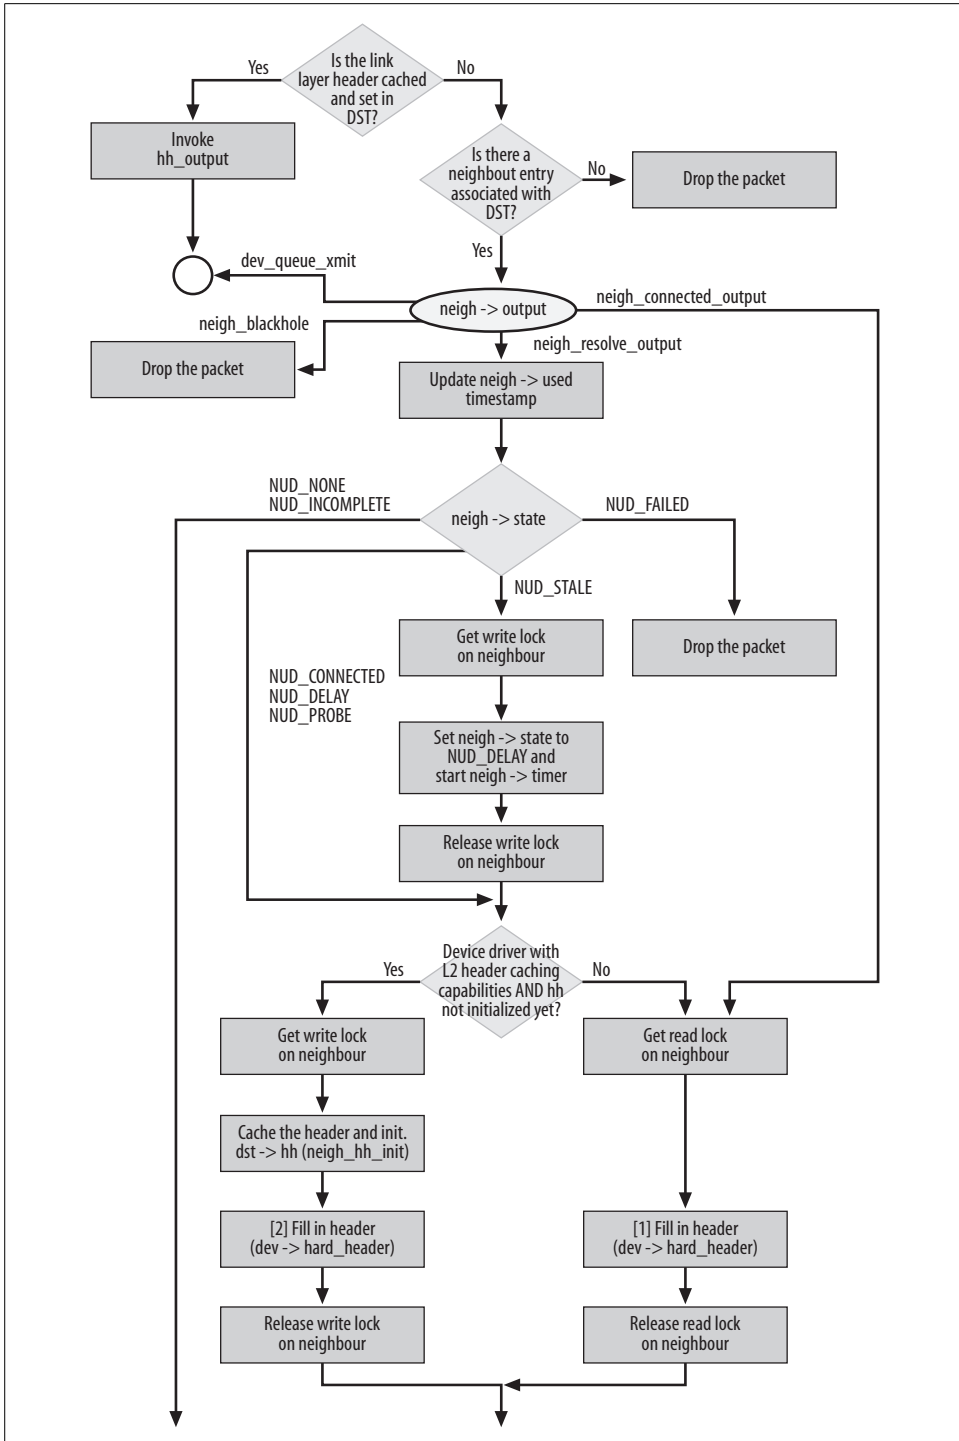 Is the link
layer header cached
and set in
DST?
Yes
No
Invoke
hh_output
Is there a
neighbout entry
associated with
DST?
No
Drop the packet
Yes
dev_queue_xmit
neigh -> output
neigh_connected_output
neigh_blackhole
neigh_resolve_output
Drop the packet
Update neigh -> used
timestamp
NUD_NONE
NUD_INCOMPLETE
neigh -> state
NUD_FAILED
NUD_STALE
Get write lock
on neighbour
Drop the packet
NUD_CONNECTED
NUD_DELAY
NUD_PROBE
Set neigh -> state to
NUD_DELAY and
start neigh -> timer
Release write lock
on neighbour
Device driver with
L2 header caching
capabilities AND hh
not initialized yet?
Yes
No
Get write lock
on neighbour
Get read lock
on neighbour
Cache the header and init.
dst -> hh (neigh_hh_init)
[2] Fill in header
(dev -> hard_header)
[1] Fill in header
(dev -> hard_header)
Release write lock
on neighbour
Release read lock
on neighbour